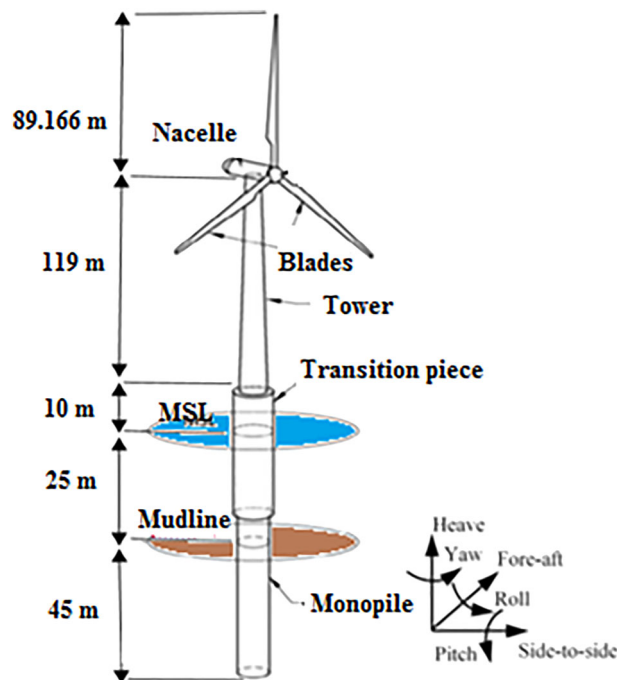 89.166 m
Nacelle
119 m
Blades
Tower
Transition piece
10 m
MSL
25 m
Mudline
45 m
Monopile
Heave
Yaw
Fore-aft
Roll
Pitch
Side-to-side